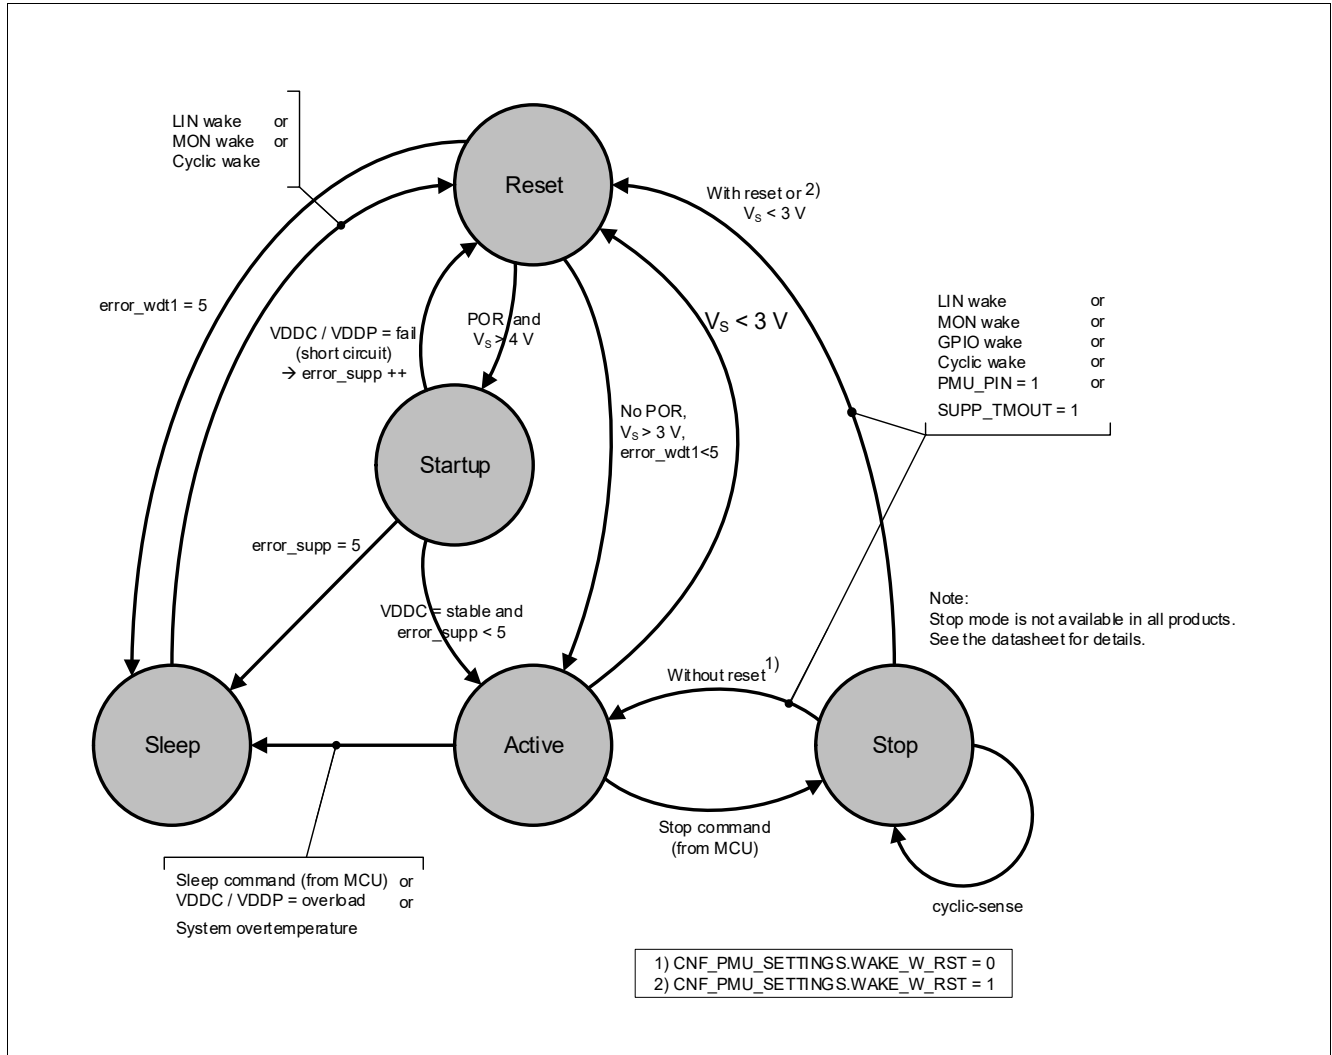 LIN wake or
MON wake or
Cyclic wake
Reset
With reset or 2)
VS < 3 V
error_wdt1 = 5
VDDC / VDDP = fail
(short circuit)
→ error_supp ++
POR and
VS > 4 V
VS < 3 V
LIN wake or
MON wake or
GPIO wake or
Cyclic wake or
PMU_PIN = 1 or
SUPP_TMOUT = 1
No POR,
VS > 3 V,
error_wdt1<5
Startup
error_supp = 5
VDDC = stable and
error_supp < 5
Note:
Stop mode is not available in all products.
See the datasheet for details.
Without reset 1)
Sleep
Active
Stop
Stop command
(from MCU)
Sleep command (from MCU) or
VDDC / VDDP = overload or
System overtemperature
cyclic-sense
1) CNF_PMU_SETTINGS.WAKE_W_RST = 0
2) CNF_PMU_SETTINGS.WAKE_W_RST = 1